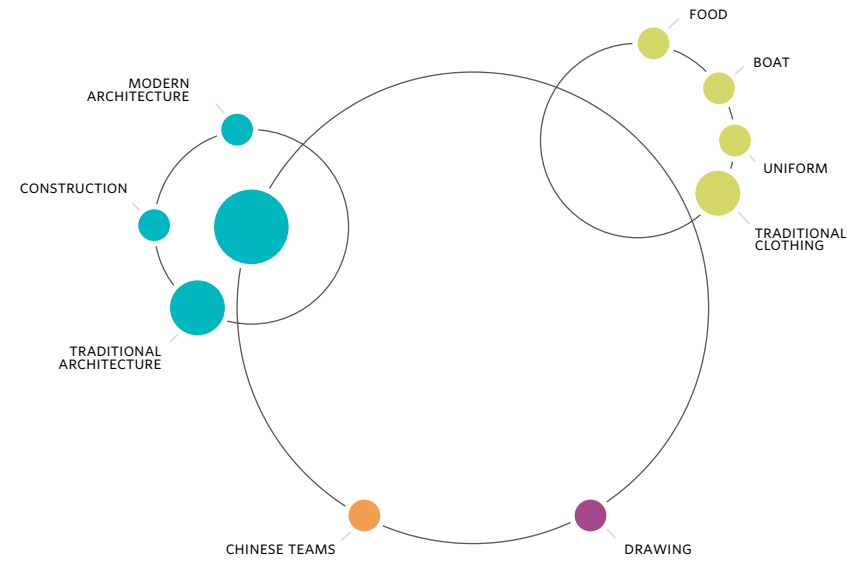 FOOD
BOAT
MODERN
ARCHITECTURE
UNIFORM
CONSTRUCTION
TRADITIONAL
CLOTHING
TRADITIONAL
ARCHITECTURE
CHINESE TEAMS
DRAWING